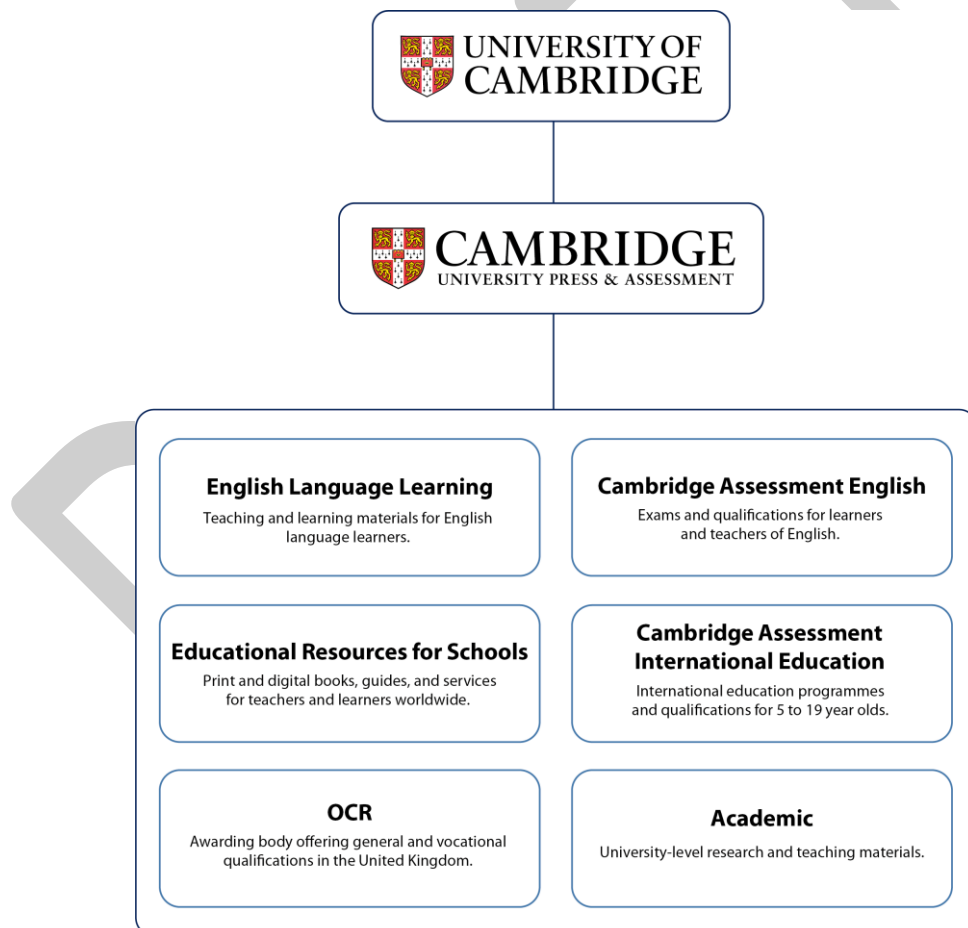 UNIVERSITY OF
CAMBRIDGE
CAMBRIDGE
UNIVERSITY PRESS & ASSESSMENT
English Language Learning
Teaching and learning materials for English
language learners.
Cambridge Assessment English
Exams and qualifications for learners
and teachers of English.
Educational Resources for Schools
Print and digital books, guides, and services
for teachers and learners worldwide.
Cambridge Assessment
International Education
International education programmes
and qualifications for 5 to 19 year olds.
OCR
Awarding body offering general and vocational
qualifications in the United Kingdom.
Academic
University-level research and teaching materials.